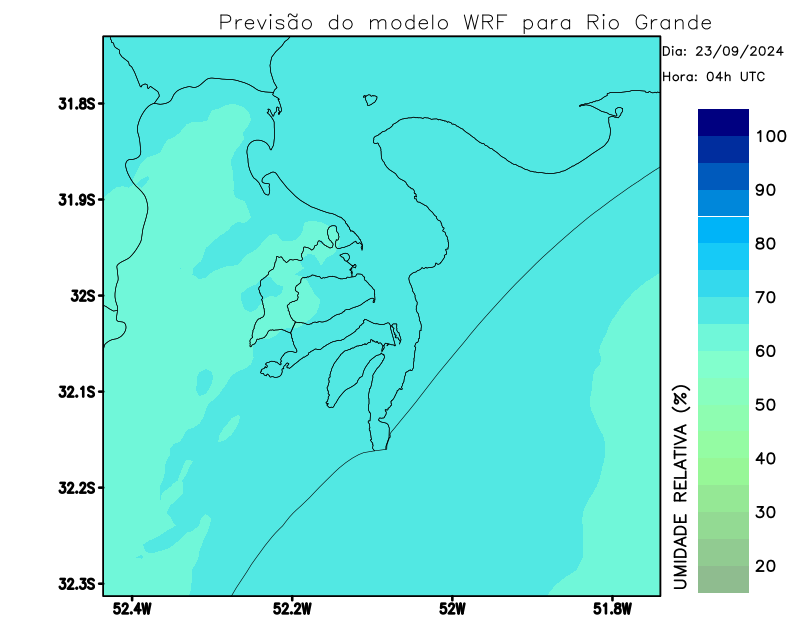 Previsão do modelo WRF para Rio Grande
Dia: 23/09/2024
Hora: 04h UTC
31.8S
31.9S
32S
32.1S
32.2S
32.3S
52.4W
52.2W
52W
51.8W
100
90
80
70
60
50
40
30
20
UMIDADE RELATIVA (%)